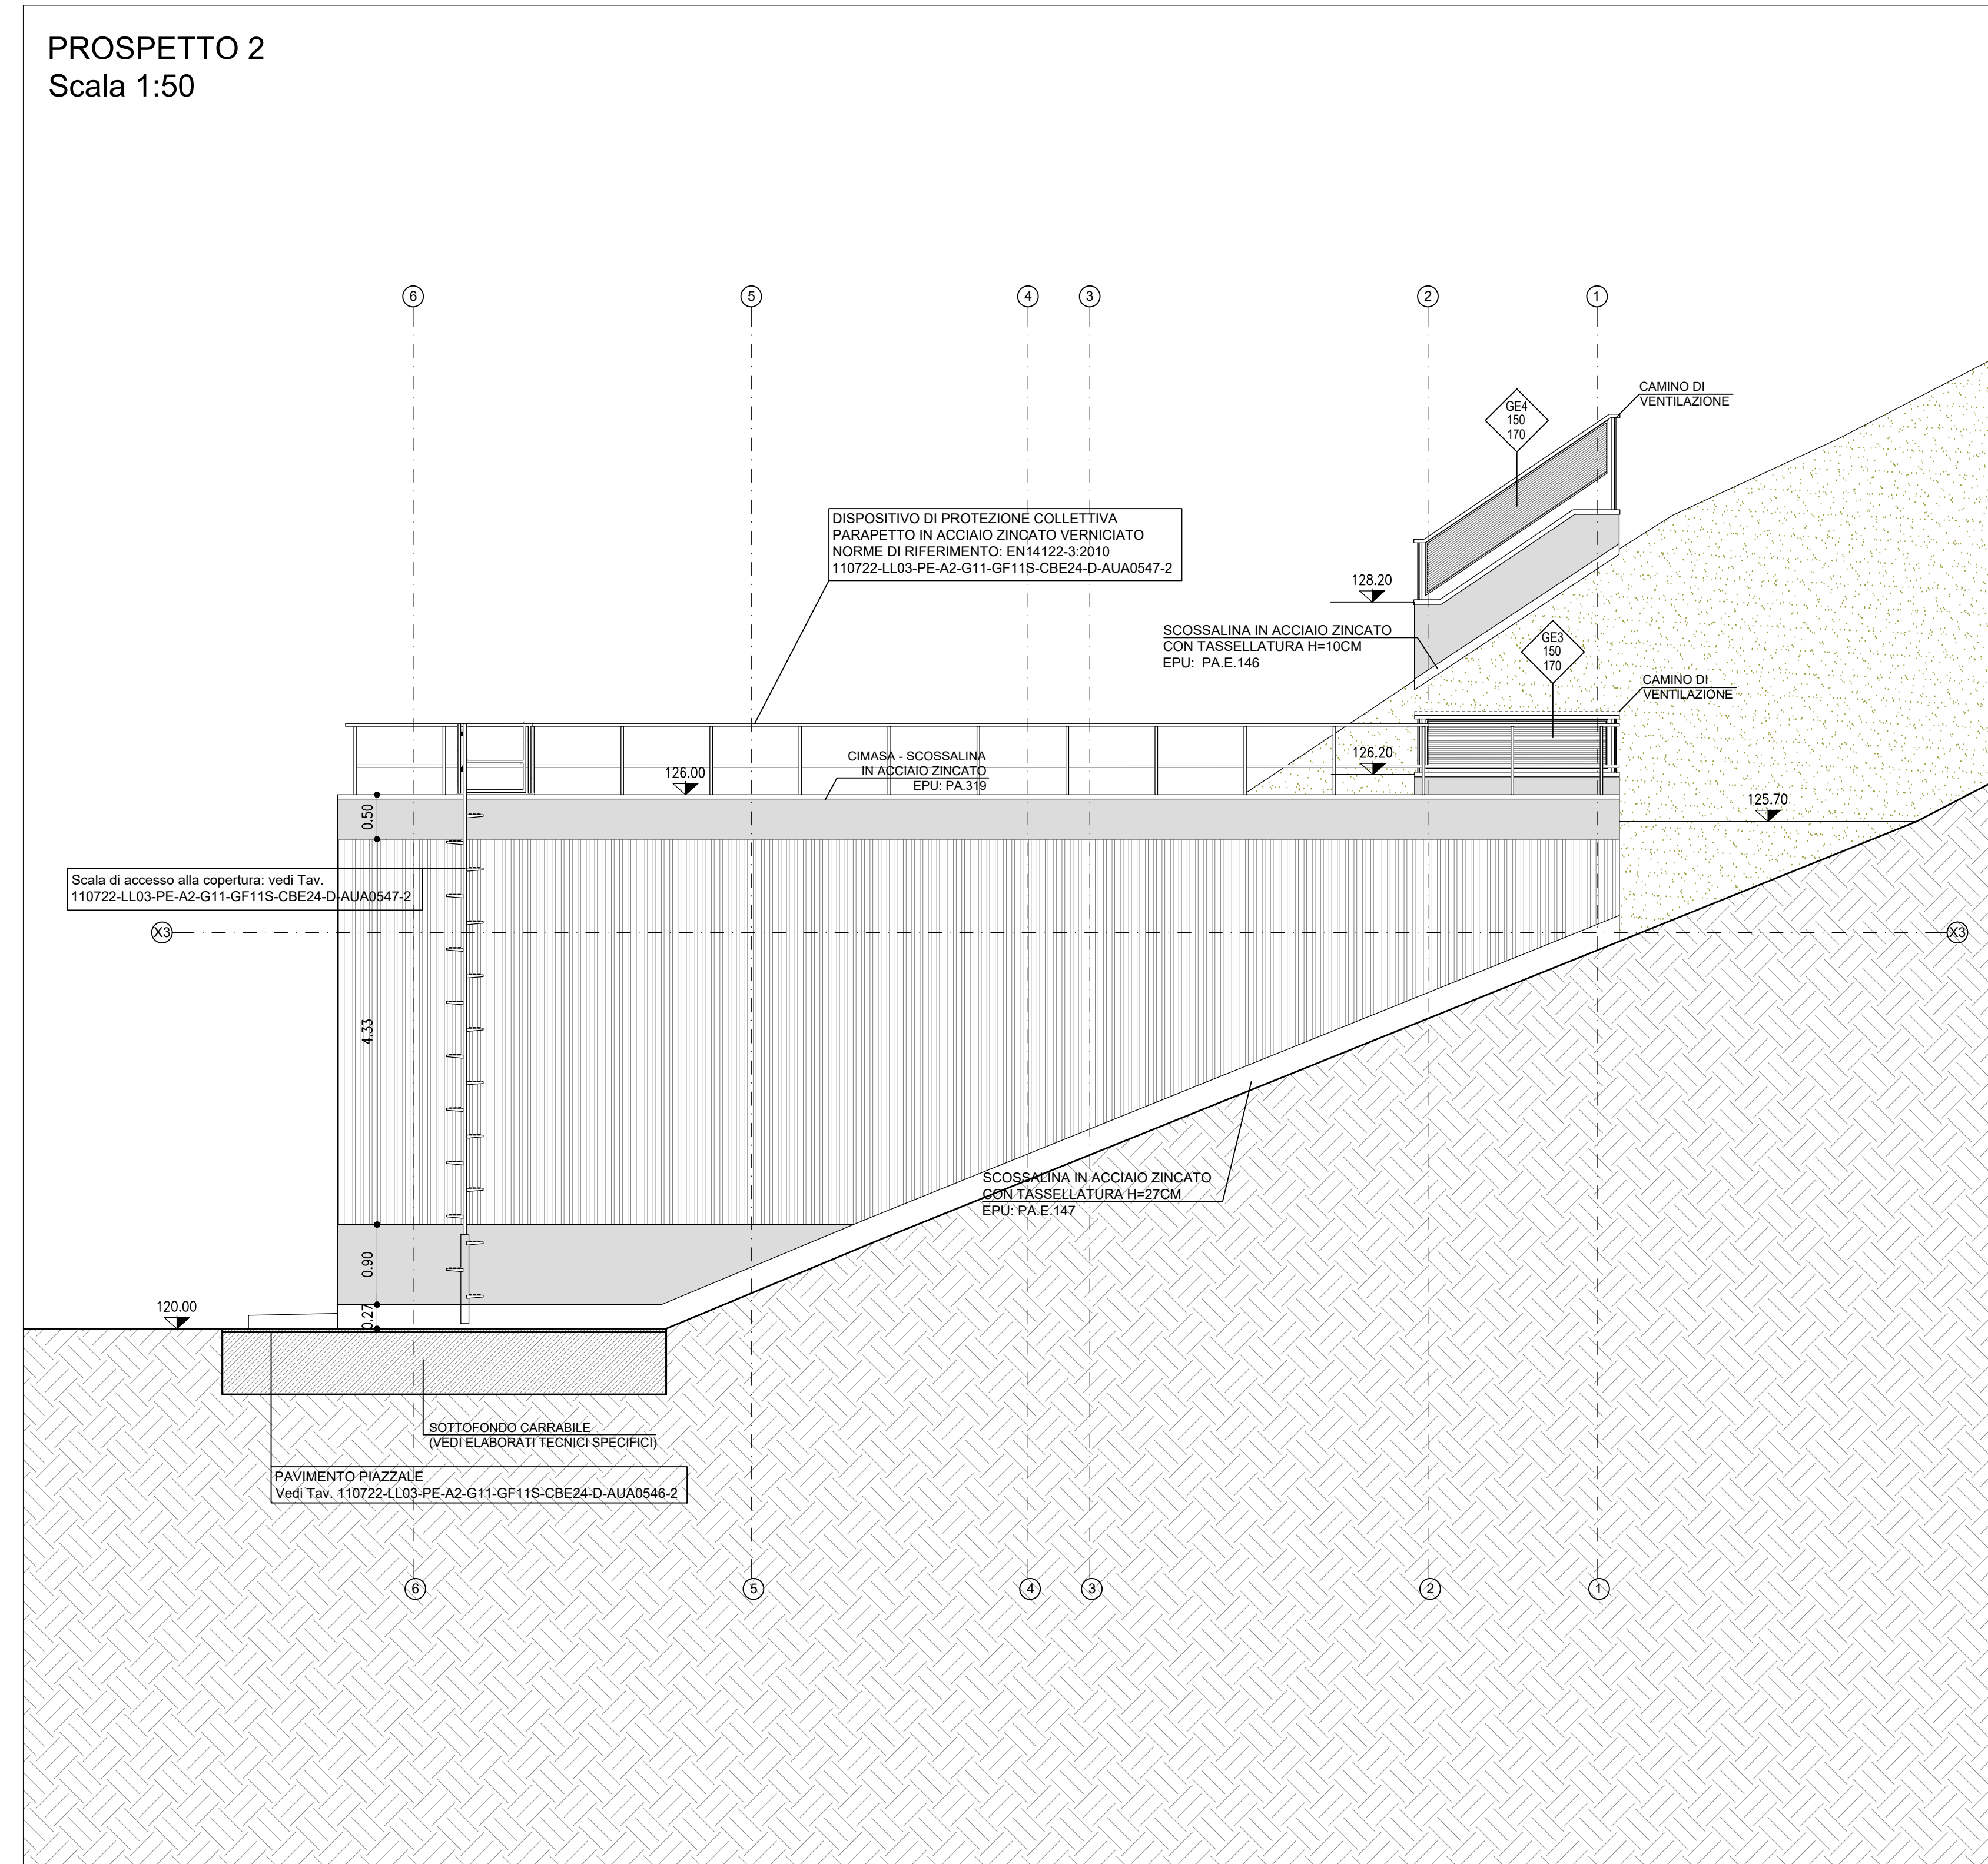 PROSPETTO 2
Scala 1:50
6
5
4
3
2
1
CAMINO DI
VENTILAZIONE
GE4
150
170
DISPOSITIVO DI PROTEZIONE COLLETTIVA
PARAPETTO IN ACCIAIO ZINCATO VERNICIATO
NORME DI RIFERIMENTO: EN14122-3:2010
110722-LL03-PE-A2-G11-GF11S-CBE24-D-AUA0547-2
128.20
SCOSSALINA IN ACCIAIO ZINCATO
CON TASSELLATURA H=10CM
EPU: PA.E.146
GE3
150
170
CAMINO DI
VENTILAZIONE
CIMASA - SCOSSALINA
IN ACCIAIO ZINCATO
EPU: PA.319
126.00
126.20
125.70
0.50
Scala di accesso alla copertura: vedi Tav.
110722-LL03-PE-A2-G11-GF11S-CBE24-D-AUA0547-2
X3
X3
4.33
SCOSSALINA IN ACCIAIO ZINCATO
CON TASSELLATURA H=27CM
EPU: PA.E.147
0.90
0.27
120.00
SOTTOFONDO CARRABILE
(VEDI ELABORATI TECNICI SPECIFICI)
PAVIMENTO PIAZZALE
Vedi Tav. 110722-LL03-PE-A2-G11-GF11S-CBE24-D-AUA0546-2
6
5
4
3
2
1